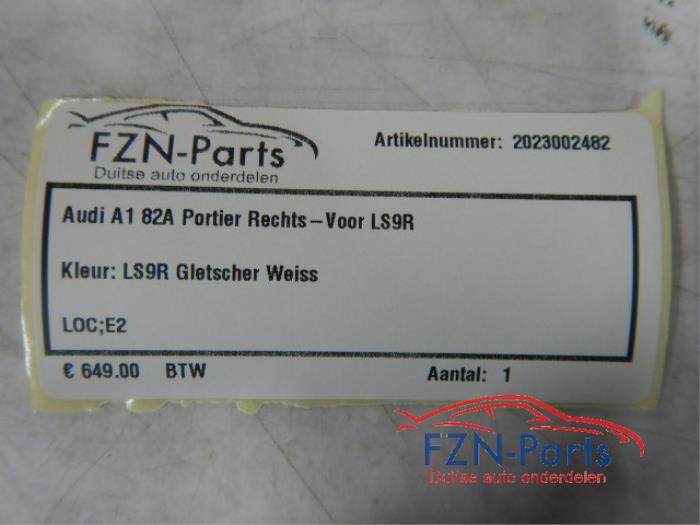 FZN-Parts
Duitse auto onderdelen
Artikelnummer: 2023002482
Audi A1 82A Portier Rechts–Voor LS9R
Kleur: LS9R Gletscher Weiss
LOC;E2
€ 649.00 BTW
Aantal: 1
FZN-Parts
Duitse auto onderdelen